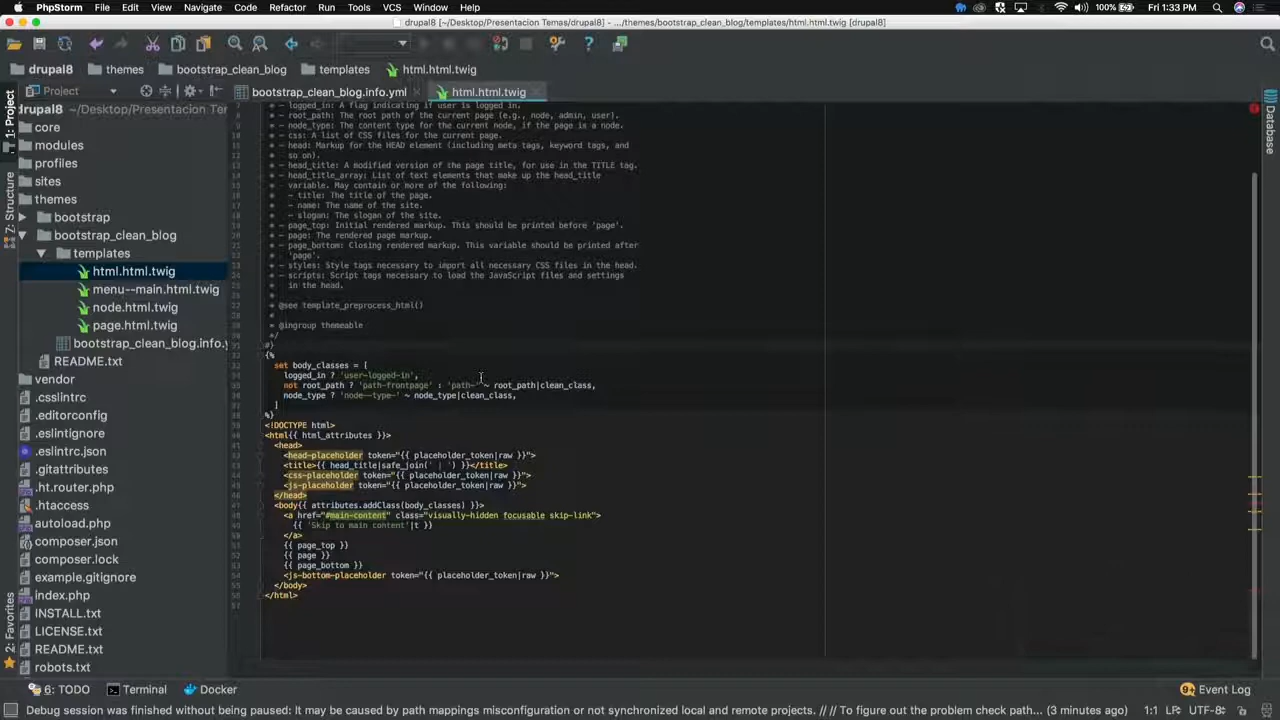 PhpStorm File Edit View Navigate Code Refactor Run Tools VCS Window Help 100% Fri 1:33 PM
drupal8 [~/Desktop/Presentacion Temas/drupal8] - .../themes/bootstrap_clean_blog/templates/html.html.twig [drupal8]
drupal8 themes bootstrap_clean_blog templates html.html.twig
Project bootstrap_clean_blog.info.yml html.html.twig
1: Project
Z: Structure
2: Favorites
drupal8 ~/Desktop/Presentacion Ter
core
modules
profiles
sites
themes
bootstrap
bootstrap_clean_blog
templates
html.html.twig
menu--main.html.twig
node.html.twig
page.html.twig
bootstrap_clean_blog.info.y
README.txt
vendor
.csslintrc
.editorconfig
.eslintignore
.eslintrc.json
.gitattributes
.ht.router.php
.htaccess
autoload.php
composer.json
composer.lock
example.gitignore
index.php
INSTALL.txt
LICENSE.txt
README.txt
robots.txt
* - logged_in: A flag indicating if user is logged in.
* - root_path: The root path of the current page (e.g., node, admin, user).
* - node_type: The content type for the current node, if the page is a node.
* - css: A list of CSS files for the current page.
* - head: Markup for the HEAD element (including meta tags, keyword tags, and
* so on).
* - head_title: A modified version of the page title, for use in the TITLE tag.
* - head_title_array: List of text elements that make up the head_title
* variable. May contain or more of the following:
* - title: The title of the page.
* - name: The name of the site.
* - slogan: The slogan of the site.
* - page_top: Initial rendered markup. This should be printed before 'page'.
* - page: The rendered page markup.
* - page_bottom: Closing rendered markup. This variable should be printed after
* 'page'.
* - styles: Style tags necessary to import all necessary CSS files in the head.
* - scripts: Script tags necessary to load the JavaScript files and settings
* in the head.
*
* @see template_preprocess_html()
*
* @ingroup themeable
*/
#}
{%
set body_classes = [
logged_in ? 'user-logged-in',
not root_path ? 'path-frontpage' : 'path-' ~ root_path|clean_class,
node_type ? 'node--type-' ~ node_type|clean_class,
]
%}
<!DOCTYPE html>
<html{{ html_attributes }}>
<head>
<head-placeholder token="{{ placeholder_token|raw }}">
<title>{{ head_title|safe_join(' | ') }}</title>
<css-placeholder token="{{ placeholder_token|raw }}">
<js-placeholder token="{{ placeholder_token|raw }}">
</head>
<body{{ attributes.addClass(body_classes) }}>
<a href="#main-content" class="visually-hidden focusable skip-link">
{{ 'Skip to main content'|t }}
</a>
{{ page_top }}
{{ page }}
{{ page_bottom }}
<js-bottom-placeholder token="{{ placeholder_token|raw }}">
</body>
</html>
Database
6: TODO Terminal Docker Event Log
Debug session was finished without being paused: It may be caused by path mappings misconfiguration or not synchronized local and remote projects. // // To figure out the problem check path... (3 minutes ago) 1:1 LF÷ UTF-8÷